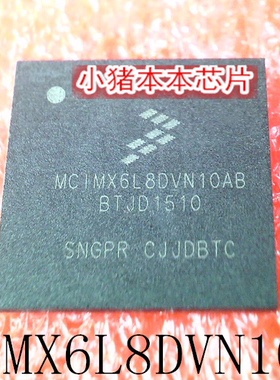 小猪本本芯片
MCIMX6L8DVN10AB
BTJD1510
SNGPR CJJDBTC
MX6L8DVN1